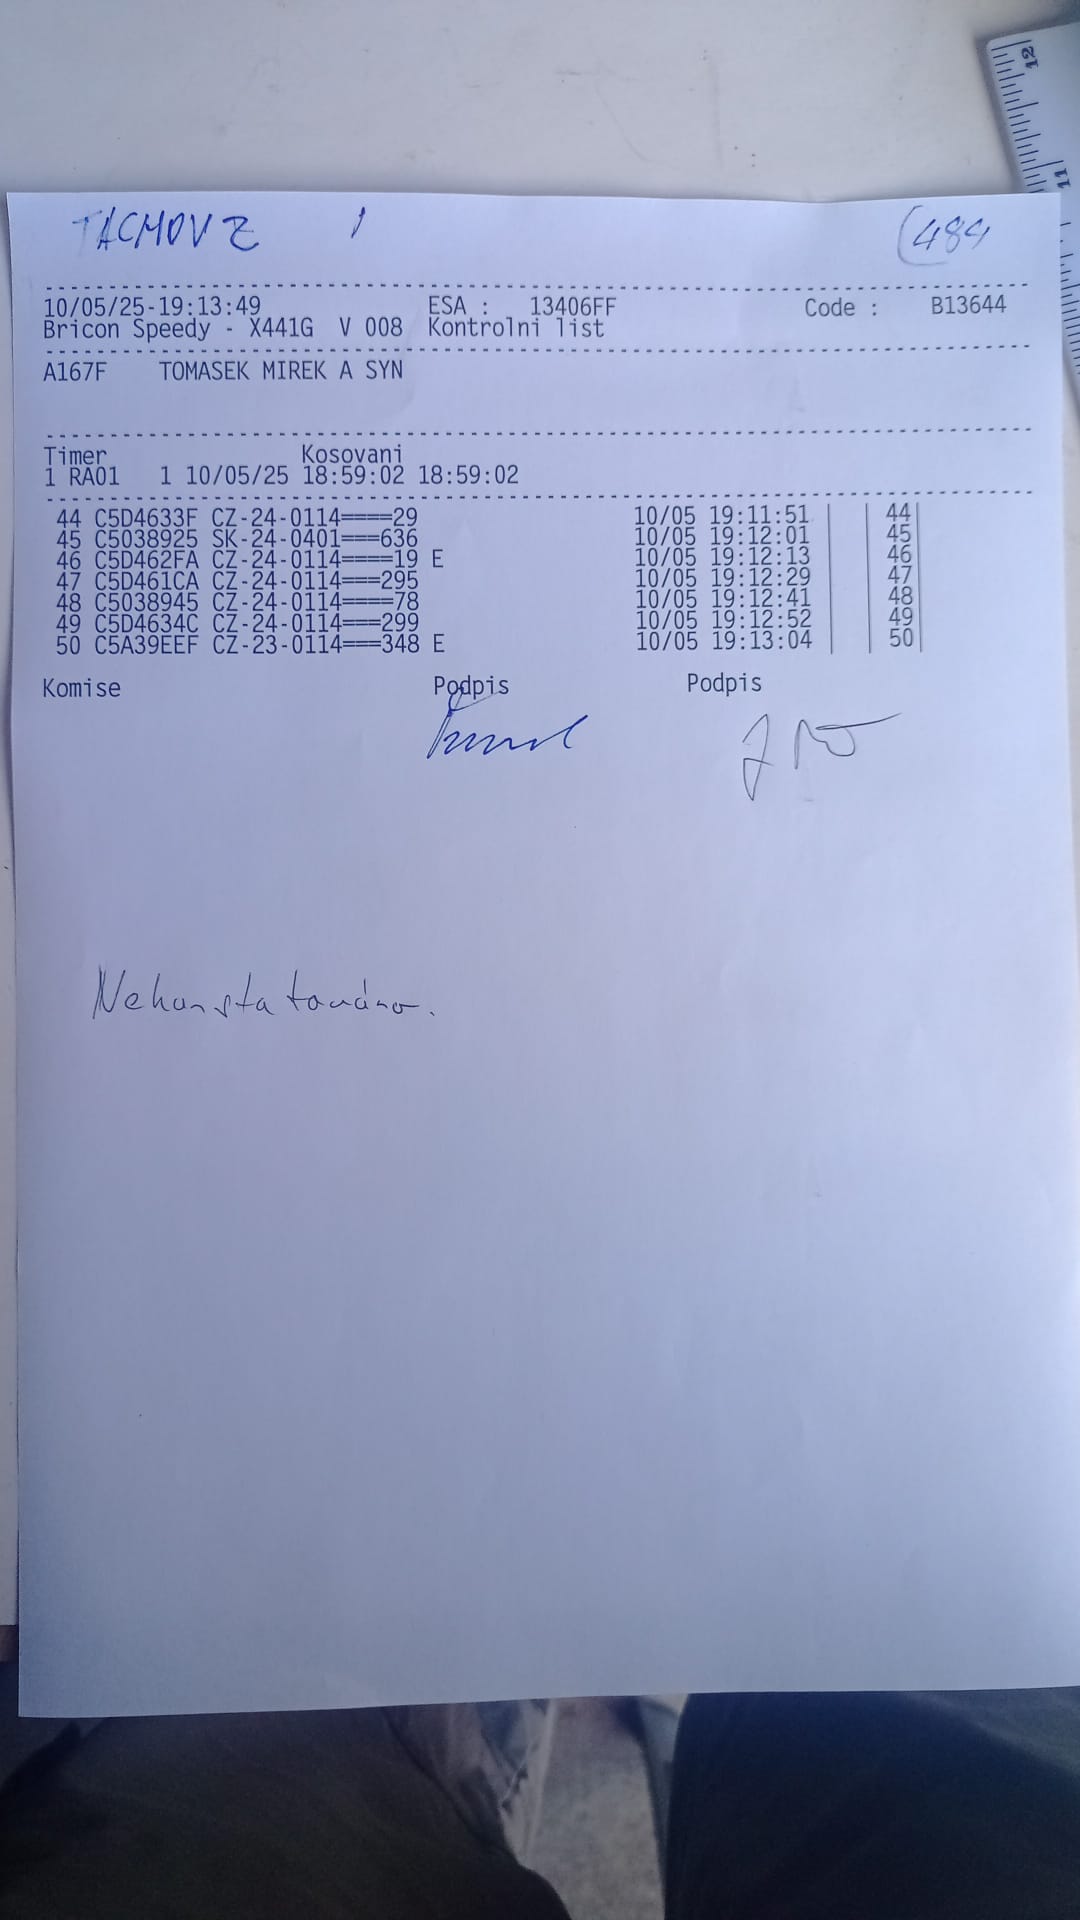 TACHOV 2 1 484
10/05/25-19:13:49 ESA : 13406FF Code : B13644
Bricon Speedy - X441G V 008 Kontrolni list
A167F TOMASEK MIREK A SYN
Timer Kosovani
1 RA01 1 10/05/25 18:59:02 18:59:02
44 C5D4633F CZ-24-0114====29 10/05 19:11:51 44
45 C5038925 SK-24-0401===636 10/05 19:12:01 45
46 C5D462FA CZ-24-0114====19 E 10/05 19:12:13 46
47 C5D461CA CZ-24-0114===295 10/05 19:12:29 47
48 C5038945 CZ-24-0114====78 10/05 19:12:41 48
49 C5D4634C CZ-24-0114===299 10/05 19:12:52 49
50 C5A39EEF CZ-23-0114===348 E 10/05 19:13:04 50
Komise Podpis Podpis
Nekonstatováno.
12
11